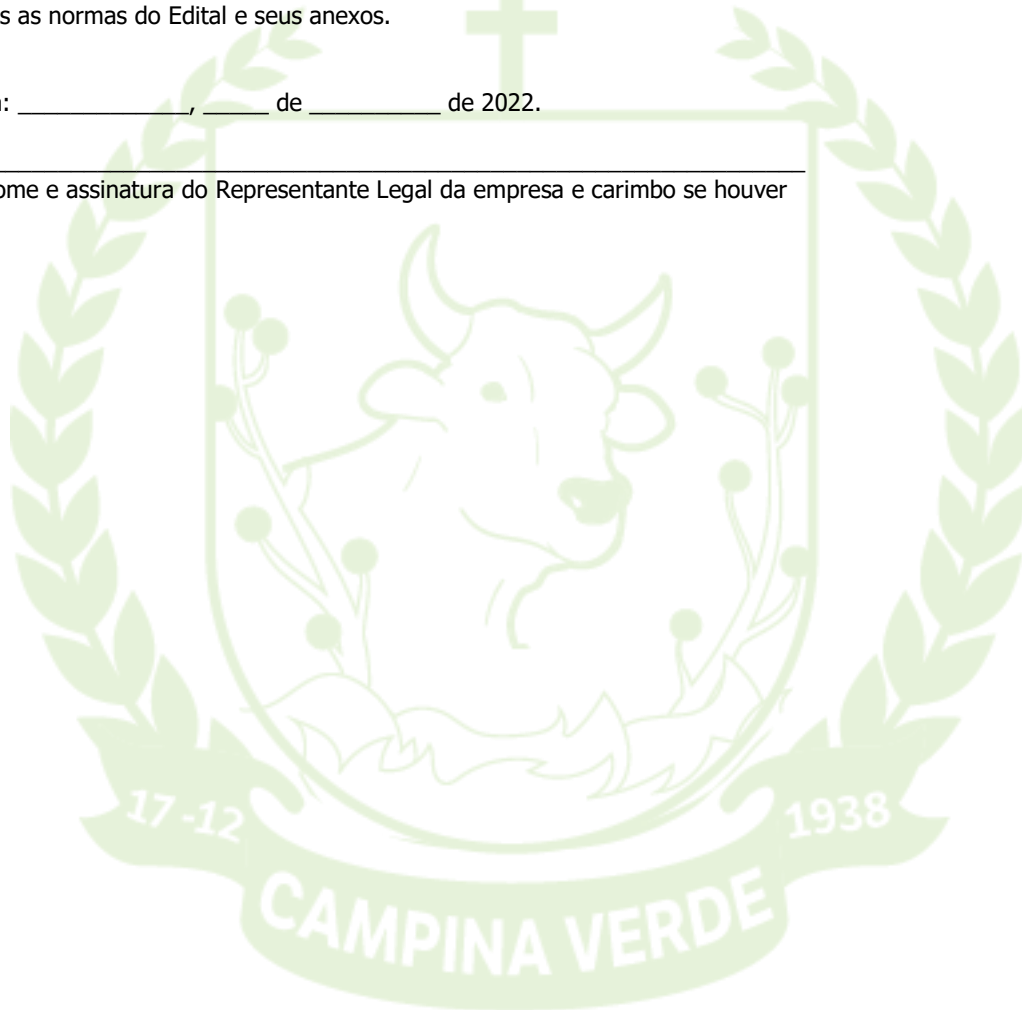 s as normas do Edital e seus anexos.
: _____________, _____ de __________ de 2022.
ome e assinatura do Representante Legal da empresa e carimbo se houver
17-12
1938
CAMPINA VERDE